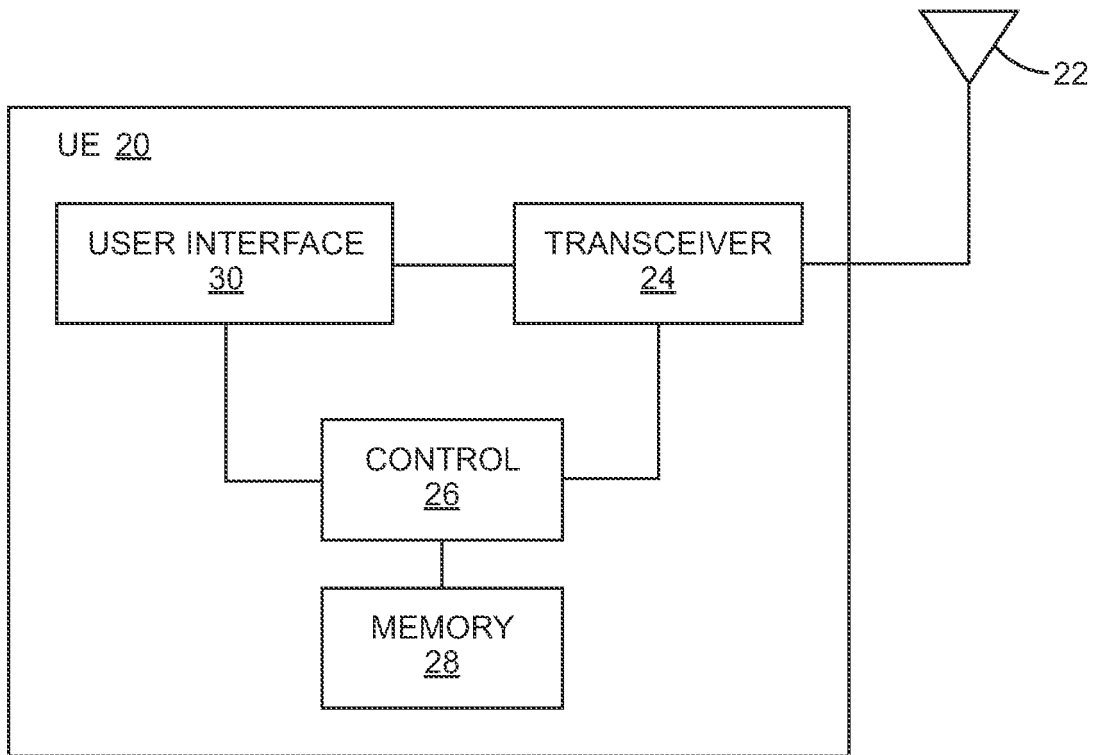 22
UE 20
USER INTERFACE
30
TRANSCEIVER
24
CONTROL
26
MEMORY
28